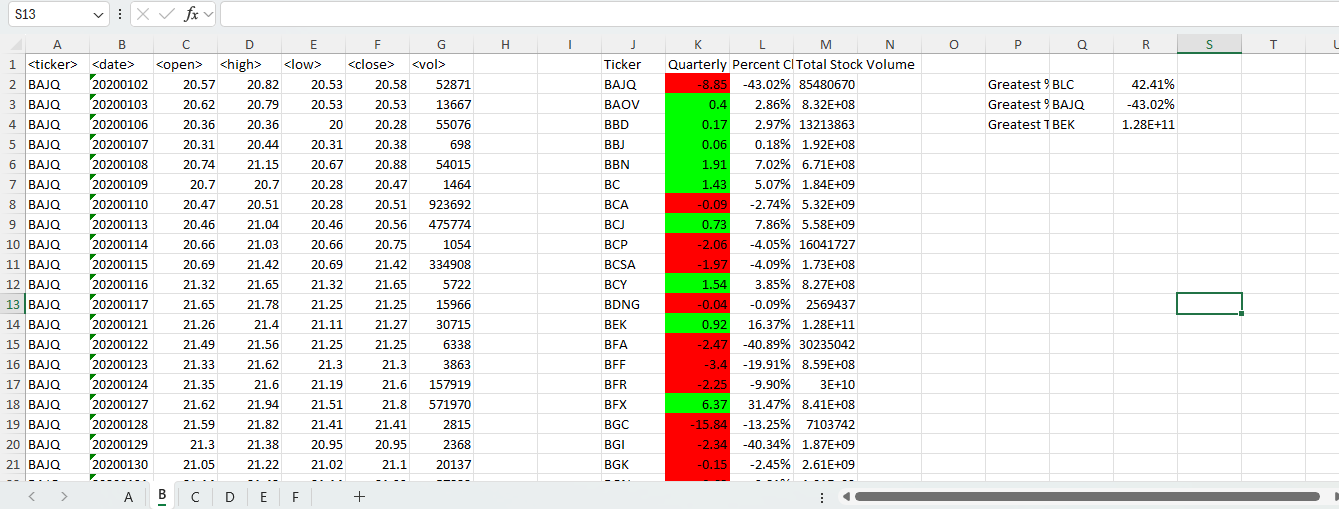 S13 fx
A B C D E F G H I J K L M N O P Q R S T
1 <ticker> <date> <open> <high> <low> <close> <vol> Ticker Quarterly Percent Cl Total Stock Volume
2 BAJQ 20200102 20.57 20.82 20.53 20.58 52871 BAJQ -8.85 -43.02% 85480670 Greatest % BLC 42.41%
3 BAJQ 20200103 20.62 20.79 20.53 20.53 13667 BAOV 0.4 2.86% 8.32E+08 Greatest % BAJQ -43.02%
4 BAJQ 20200106 20.36 20.36 20 20.28 55076 BBD 0.17 2.97% 13213863 Greatest T BEK 1.28E+11
5 BAJQ 20200107 20.31 20.44 20.31 20.38 698 BBJ 0.06 0.18% 1.92E+08
6 BAJQ 20200108 20.74 21.15 20.67 20.88 54015 BBN 1.91 7.02% 6.71E+08
7 BAJQ 20200109 20.7 20.7 20.28 20.47 1464 BC 1.43 5.07% 1.84E+09
8 BAJQ 20200110 20.47 20.51 20.28 20.51 923692 BCA -0.09 -2.74% 5.32E+09
9 BAJQ 20200113 20.46 21.04 20.46 20.56 475774 BCJ 0.73 7.86% 5.58E+09
10 BAJQ 20200114 20.66 21.03 20.66 20.75 1054 BCP -2.06 -4.05% 16041727
11 BAJQ 20200115 20.69 21.42 20.69 21.42 334908 BCSA -1.97 -4.09% 1.73E+08
12 BAJQ 20200116 21.32 21.65 21.32 21.65 5722 BCY 1.54 3.85% 8.27E+08
13 BAJQ 20200117 21.65 21.78 21.25 21.25 15966 BDNG -0.04 -0.09% 2569437
14 BAJQ 20200121 21.26 21.4 21.11 21.27 30715 BEK 0.92 16.37% 1.28E+11
15 BAJQ 20200122 21.49 21.56 21.25 21.25 6338 BFA -2.47 -40.89% 30235042
16 BAJQ 20200123 21.33 21.62 21.3 21.3 3863 BFF -3.4 -19.91% 8.59E+08
17 BAJQ 20200124 21.35 21.6 21.19 21.6 157919 BFR -2.25 -9.90% 3E+10
18 BAJQ 20200127 21.62 21.94 21.51 21.8 571970 BFX 6.37 31.47% 8.41E+08
19 BAJQ 20200128 21.59 21.82 21.41 21.41 2815 BGC -15.84 -13.25% 7103742
20 BAJQ 20200129 21.3 21.38 20.95 20.95 2368 BGI -2.34 -40.34% 1.87E+09
21 BAJQ 20200130 21.05 21.22 21.02 21.1 20137 BGK -0.15 -2.45% 2.61E+09
A B C D E F